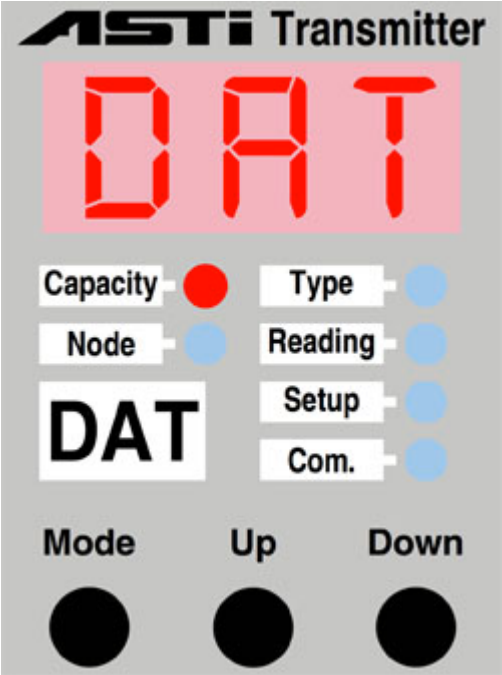 ASTi Transmitter
DAT
Capacity Type
Node Reading
DAT Setup
Com.
Mode Up Down